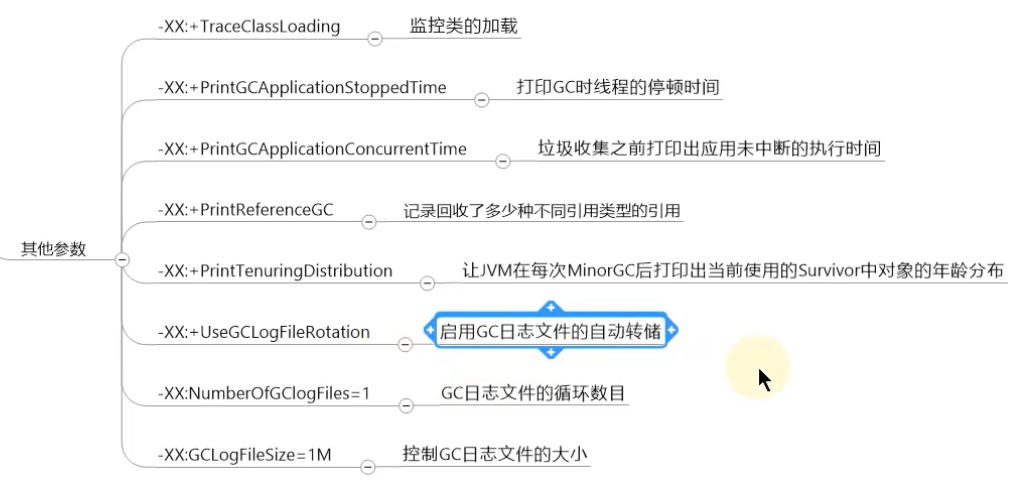 -XX:+TraceClassLoading 监控类的加载
-XX:+PrintGCApplicationStoppedTime 打印GC时线程的停顿时间
-XX:+PrintGCApplicationConcurrentTime 垃圾收集之前打印出应用未中断的执行时间
-XX:+PrintReferenceGC 记录回收了多少种不同引用类型的引用
其他参数
-XX:+PrintTenuringDistribution 让JVM在每次MinorGC后打印出当前使用的Survivor中对象的年龄分布
-XX:+UseGCLogFileRotation 启用GC日志文件的自动转储
-XX:NumberOfGClogFiles=1 GC日志文件的循环数目
-XX:GCLogFileSize=1M 控制GC日志文件的大小